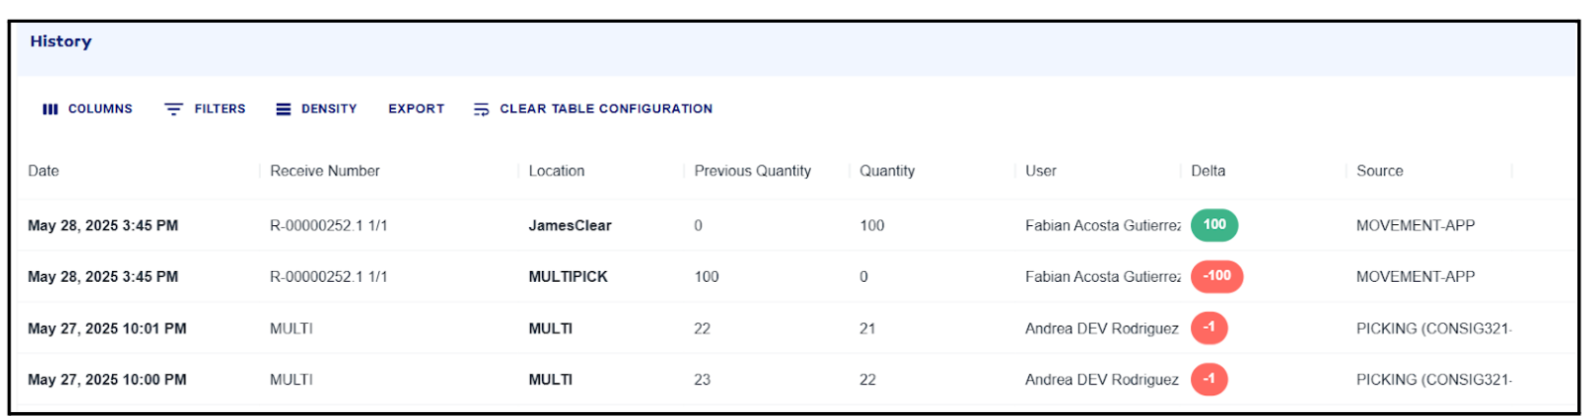 History
COLUMNS FILTERS DENSITY EXPORT CLEAR TABLE CONFIGURATION
Date Receive Number Location Previous Quantity Quantity User Delta Source
May 28, 2025 3:45 PM R-00000252.1 1/1 JamesClear 0 100 Fabian Acosta Gutierrez 100 MOVEMENT-APP
May 28, 2025 3:45 PM R-00000252.1 1/1 MULTIPICK 100 0 Fabian Acosta Gutierrez -100 MOVEMENT-APP
May 27, 2025 10:01 PM MULTI MULTI 22 21 Andrea DEV Rodriguez -1 PICKING (CONSIG321-
May 27, 2025 10:00 PM MULTI MULTI 23 22 Andrea DEV Rodriguez -1 PICKING (CONSIG321-